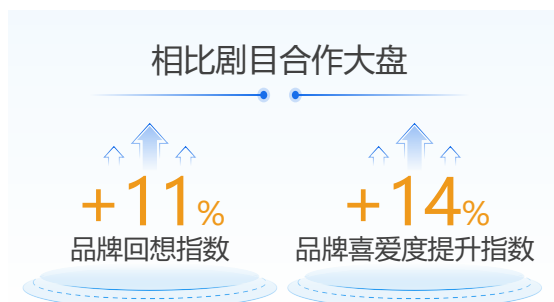 相比剧目合作大盘
+11%
品牌回想指数
+14%
品牌喜爱度提升指数